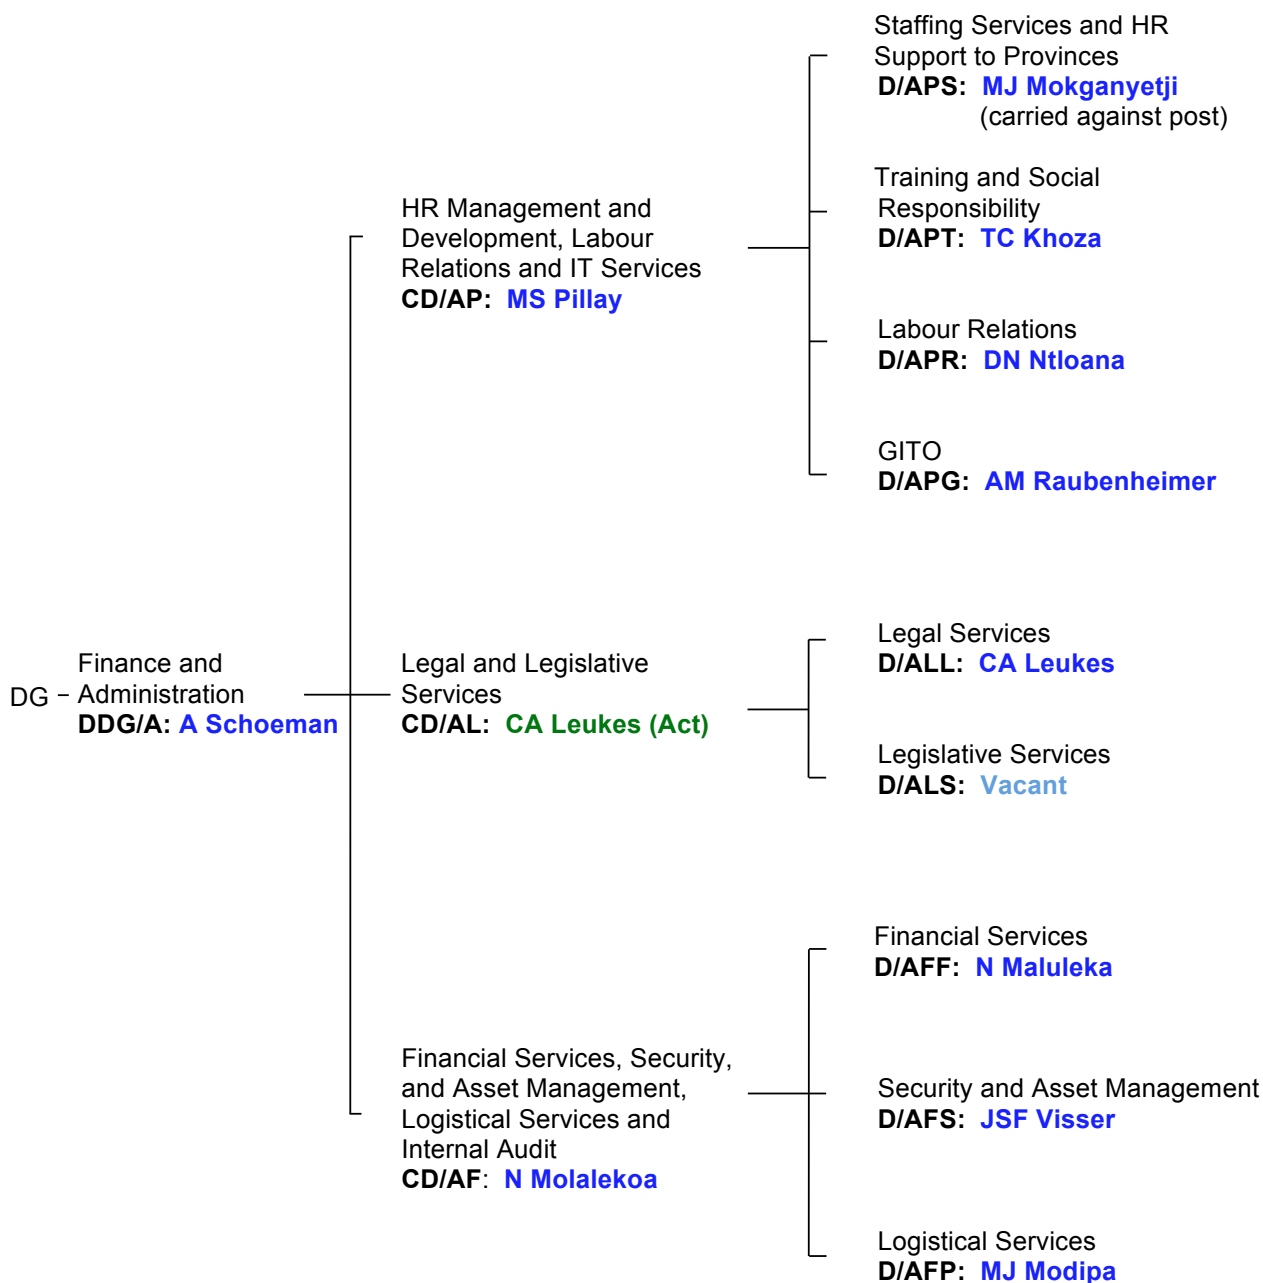 DG
Finance and
Administration
DDG/A: A Schoeman
HR Management and
Development, Labour
Relations and IT Services
CD/AP: MS Pillay
Staffing Services and HR
Support to Provinces
D/APS: MJ Mokganyetji
(carried against post)
Training and Social
Responsibility
D/APT: TC Khoza
Labour Relations
D/APR: DN Ntloana
GITO
D/APG: AM Raubenheimer
Legal and Legislative
Services
CD/AL: CA Leukes (Act)
Legal Services
D/ALL: CA Leukes
Legislative Services
D/ALS: Vacant
Financial Services, Security,
and Asset Management,
Logistical Services and
Internal Audit
CD/AF: N Molalekoa
Financial Services
D/AFF: N Maluleka
Security and Asset Management
D/AFS: JSF Visser
Logistical Services
D/AFP: MJ Modipa